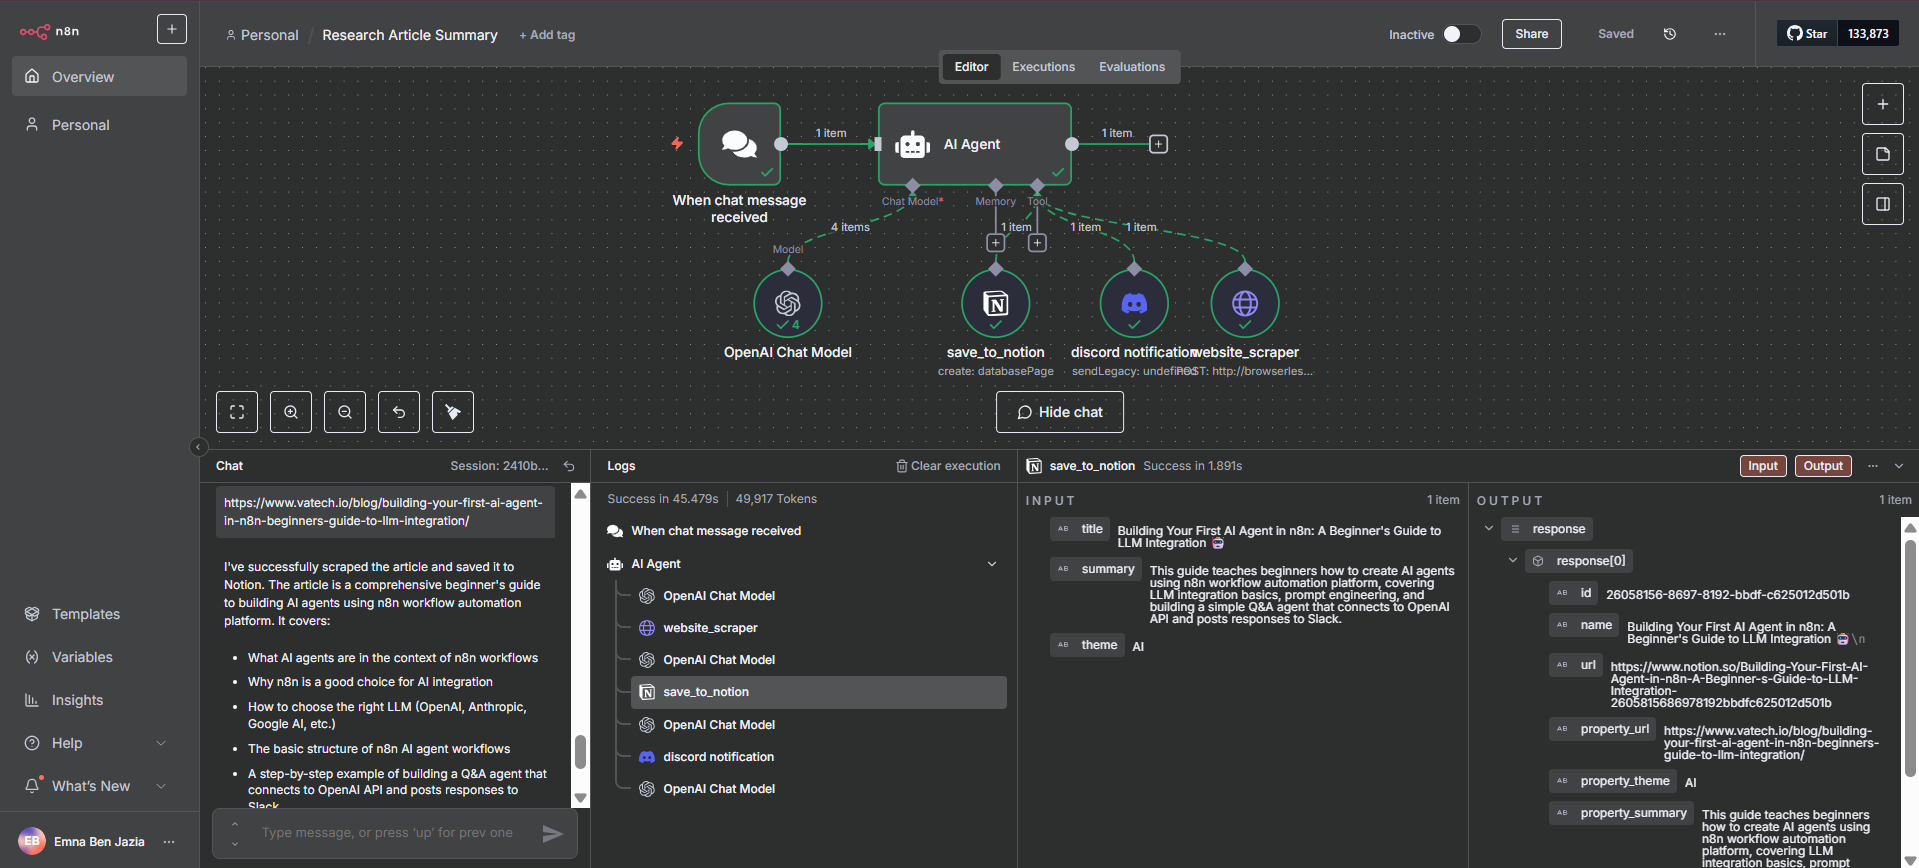 n8n
Overview
Personal
Templates
Variables
Insights
Help
What's New
EB
Emna Ben Jazia
Personal / Research Article Summary + Add tag
Inactive
Share
Saved
Star 133,873
Editor Executions Evaluations
1 item
AI Agent
1 item
When chat message
received
Chat Model*
Memory
Tool
4 items
1 item
1 item
1 item
Model
4
OpenAI Chat Model
save_to_notion
create: databasePage
discord notification
sendLegacy: undefined
website_scraper
POST: http://browserles...
Hide chat
Chat
Session: 2410b...
https://www.vatech.io/blog/building-your-first-ai-agent-
in-n8n-beginners-guide-to-llm-integration/
I've successfully scraped the article and saved it to
Notion. The article is a comprehensive beginner's guide
to building AI agents using n8n workflow automation
platform. It covers:
• What AI agents are in the context of n8n workflows
• Why n8n is a good choice for AI integration
• How to choose the right LLM (OpenAI, Anthropic,
Google AI, etc.)
• The basic structure of n8n AI agent workflows
• A step-by-step example of building a Q&A agent that
connects to OpenAI API and posts responses to
Slack
Type message, or press 'up' for prev one
Logs
Clear execution
Success in 45.479s | 49,917 Tokens
When chat message received
AI Agent
OpenAI Chat Model
website_scraper
OpenAI Chat Model
save_to_notion
OpenAI Chat Model
discord notification
OpenAI Chat Model
save_to_notion Success in 1.891s
Input
Output
INPUT
1 item
AB title
Building Your First AI Agent in n8n: A Beginner's Guide to
LLM Integration 🤖
AB summary
This guide teaches beginners how to create AI agents
using n8n workflow automation platform, covering
LLM integration basics, prompt engineering, and
building a simple Q&A agent that connects to OpenAI
API and posts responses to Slack.
AB theme
AI
OUTPUT
1 item
response
response[0]
AB id
26058156-8697-8192-bbdf-c625012d501b
AB name
Building Your First AI Agent in n8n: A
Beginner's Guide to LLM Integration 🤖\n
AB url
https://www.notion.so/Building-Your-First-AI-
Agent-in-n8n-A-Beginner-s-Guide-to-LLM-
Integration-
2605815686978192bbdfc625012d501b
AB property_url
https://www.vatech.io/blog/building-
your-first-ai-agent-in-n8n-beginners-
guide-to-llm-integration/
AB property_theme
AI
AB property_summary
This guide teaches beginners
how to create AI agents using
n8n workflow automation
platform, covering LLM
integration basics, prompt